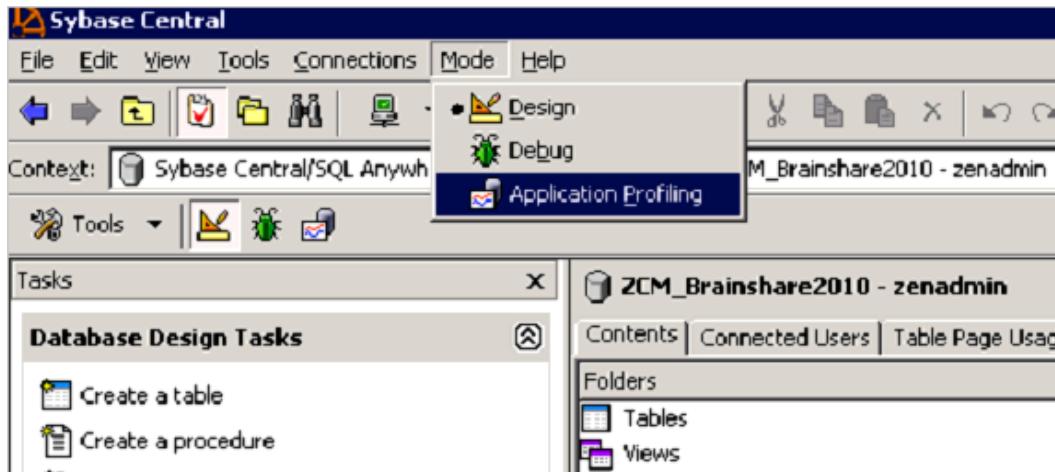 Sybase Central
File Edit View Tools Connections Mode Help
Design
Debug
Application Profiling
Context: Sybase Central/SQL Anywh
M_Brainshare2010 - zenadmin
Tools
Tasks x
Database Design Tasks
Create a table
Create a procedure
ZCM_Brainshare2010 - zenadmin
Contents Connected Users Table Page Usag
Folders
Tables
Views